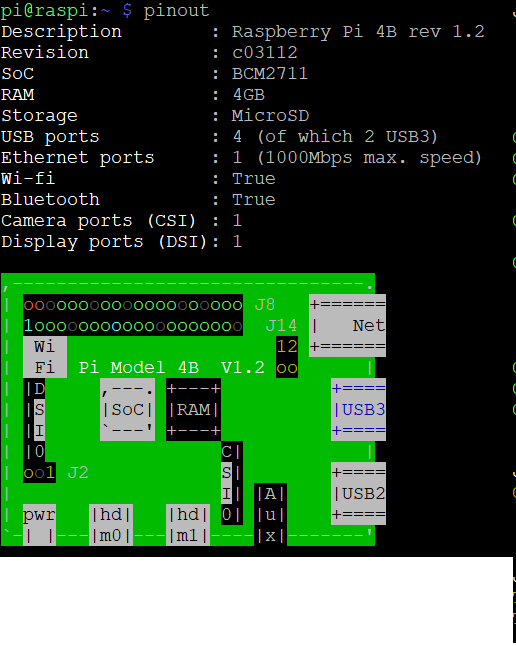 pi@raspi:~ $ pinout
Description        : Raspberry Pi 4B rev 1.2
Revision           : c03112
SoC                : BCM2711
RAM                : 4GB
Storage            : MicroSD
USB ports          : 4 (of which 2 USB3)
Ethernet ports     : 1 (1000Mbps max. speed)
Wi-fi              : True
Bluetooth          : True
Camera ports (CSI) : 1
Display ports (DSI): 1
,--------------------------------.
| oooooooooooooooooooo J8   +======
| 1ooooooooooooooooooo  J14 |   Net
|  Wi                    12 +======
|  Fi  Pi Model 4B  V1.2 oo      |
| |D     ,---. +---+          +====
| |S     |SoC| |RAM|          |USB3
| |I     `---' +---+          +====
| |0                C|           |
| oo1 J2            S|        +====
|                   I| |A|    |USB2
| pwr   |hd|   |hd| 0| |u|    +====
`-| |---|m0|---|m1|----|x|-------'